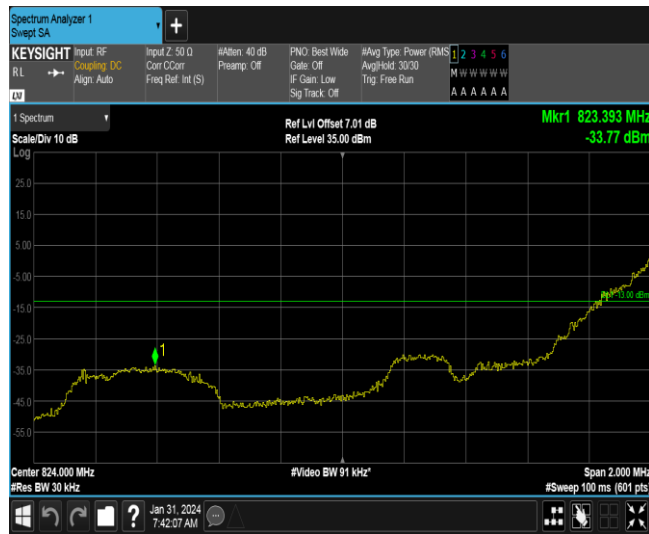 Spectrum Analyzer 1
Swept SA
KEYSIGHT
RL
LXI
Input: RF
Coupling: DC
Align: Auto
Input Z: 50 Ω
Corr CCorr
Freq Ref: Int (S)
#Atten: 40 dB
Preamp: Off
PNO: Best Wide
Gate: Off
IF Gain: Low
Sig Track: Off
#Avg Type: Power (RMS
Avg|Hold: 30/30
Trig: Free Run
1 2 3 4 5 6
M W W W W W
A A A A A A
1 Spectrum
Scale/Div 10 dB
Log
Ref Lvl Offset 7.01 dB
Ref Level 35.00 dBm
Mkr1 823.393 MHz
-33.77 dBm
25.0
15.0
5.00
-5.00
-13.00 dBm
-15.0
-25.0
1
-35.0
-45.0
-55.0
Center 824.000 MHz
#Res BW 30 kHz
#Video BW 91 kHz*
Span 2.000 MHz
#Sweep 100 ms (601 pts
?
Jan 31, 2024
7:42:07 AM